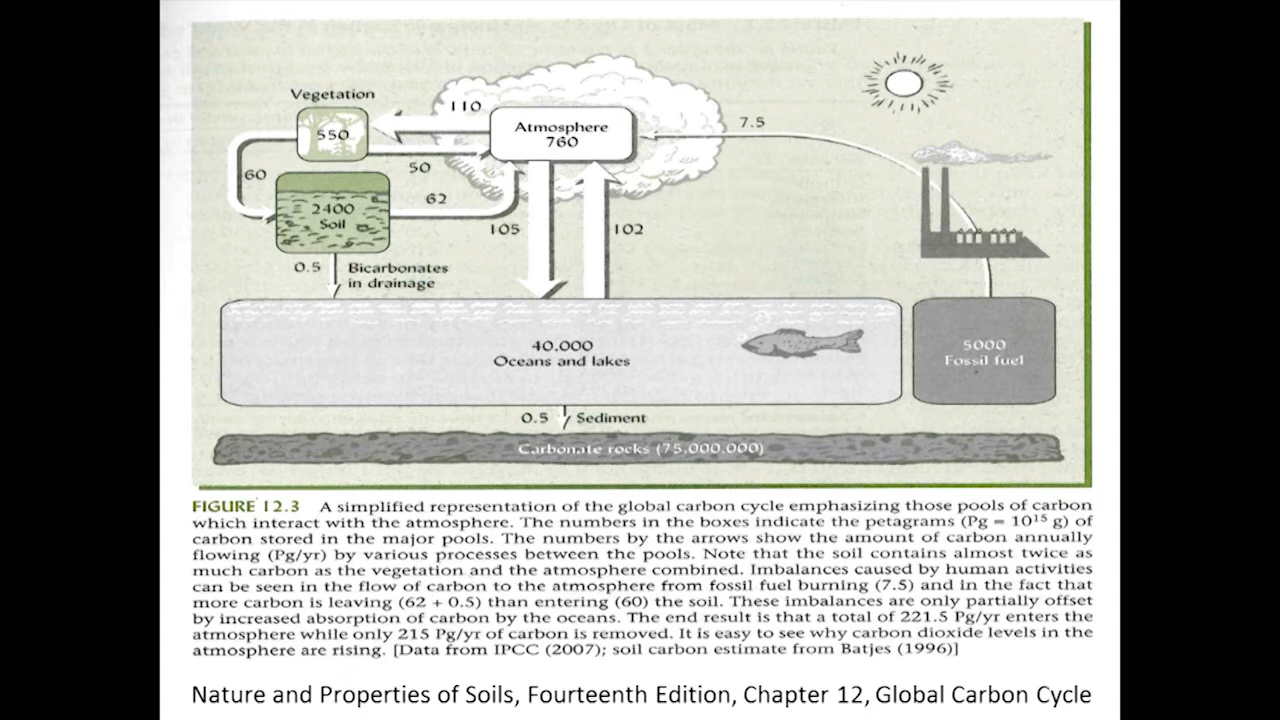 Vegetation
550
110
Atmosphere
760
7.5
60
50
2400
Soil
62
105
102
0.5
Bicarbonates
in drainage
40.000
Oceans and lakes
5000
Fossil fuel
0.5
Sediment
Carbonate rocks (75.000.000)
FIGURE 12.3 A simplified representation of the global carbon cycle emphasizing those pools of carbon
which interact with the atmosphere. The numbers in the boxes indicate the petagrams (Pg = 10¹⁵ g) of
carbon stored in the major pools. The numbers by the arrows show the amount of carbon annually
flowing (Pg/yr) by various processes between the pools. Note that the soil contains almost twice as
much carbon as the vegetation and the atmosphere combined. Imbalances caused by human activities
can be seen in the flow of carbon to the atmosphere from fossil fuel burning (7.5) and in the fact that
more carbon is leaving (62 + 0.5) than entering (60) the soil. These imbalances are only partially offset
by increased absorption of carbon by the oceans. The end result is that a total of 221.5 Pg/yr enters the
atmosphere while only 215 Pg/yr of carbon is removed. It is easy to see why carbon dioxide levels in the
atmosphere are rising. [Data from IPCC (2007); soil carbon estimate from Batjes (1996)]
Nature and Properties of Soils, Fourteenth Edition, Chapter 12, Global Carbon Cycle